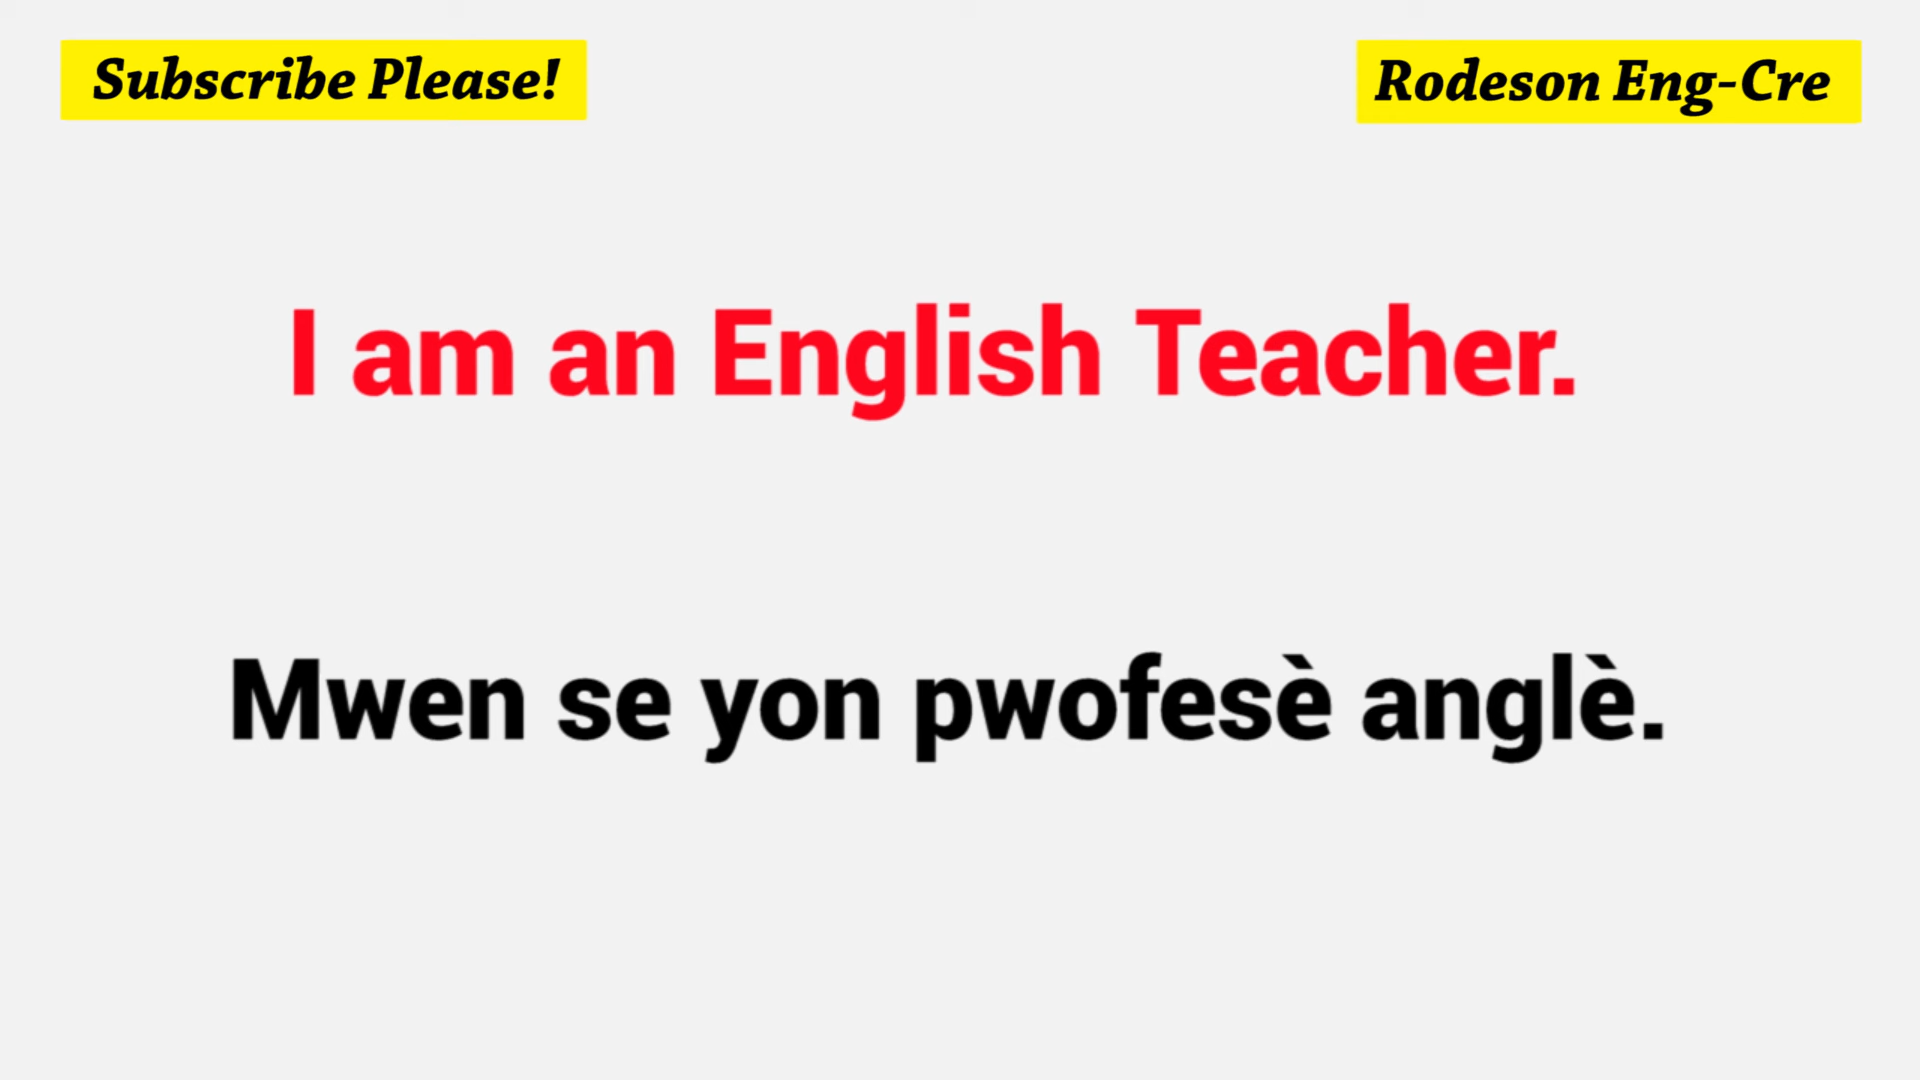 Subscribe Please!
Rodeson Eng-Cre
I am an English Teacher.
Mwen se yon pwofesè anglè.